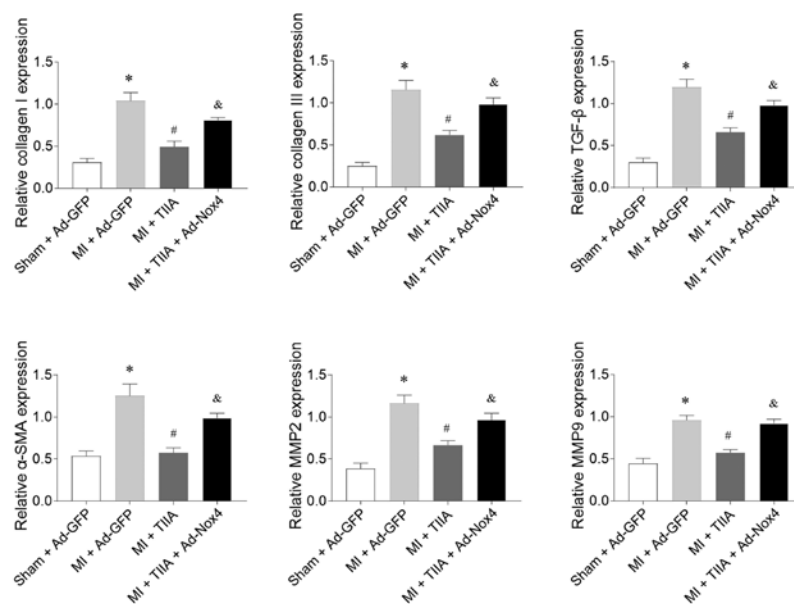 Relative collagen I expression
1.5
1.0
0.5
0.0
*
#
&
Sham + Ad-GFP
MI + Ad-GFP
MI + TIIA
MI + TIIA + Ad-Nox4
Relative collagen III expression
1.5
1.0
0.5
0.0
*
#
&
Sham + Ad-GFP
MI + Ad-GFP
MI + TIIA
MI + TIIA + Ad-Nox4
Relative TGF-β expression
1.5
1.0
0.5
0.0
*
#
&
Sham + Ad-GFP
MI + Ad-GFP
MI + TIIA
MI + TIIA + Ad-Nox4
Relative α-SMA expression
1.5
1.0
0.5
0.0
*
#
&
Sham + Ad-GFP
MI + Ad-GFP
MI + TIIA
MI + TIIA + Ad-Nox4
Relative MMP2 expression
1.5
1.0
0.5
0.0
*
#
&
Sham + Ad-GFP
MI + Ad-GFP
MI + TIIA
MI + TIIA + Ad-Nox4
Relative MMP9 expression
1.5
1.0
0.5
0.0
*
#
&
Sham + Ad-GFP
MI + Ad-GFP
MI + TIIA
MI + TIIA + Ad-Nox4